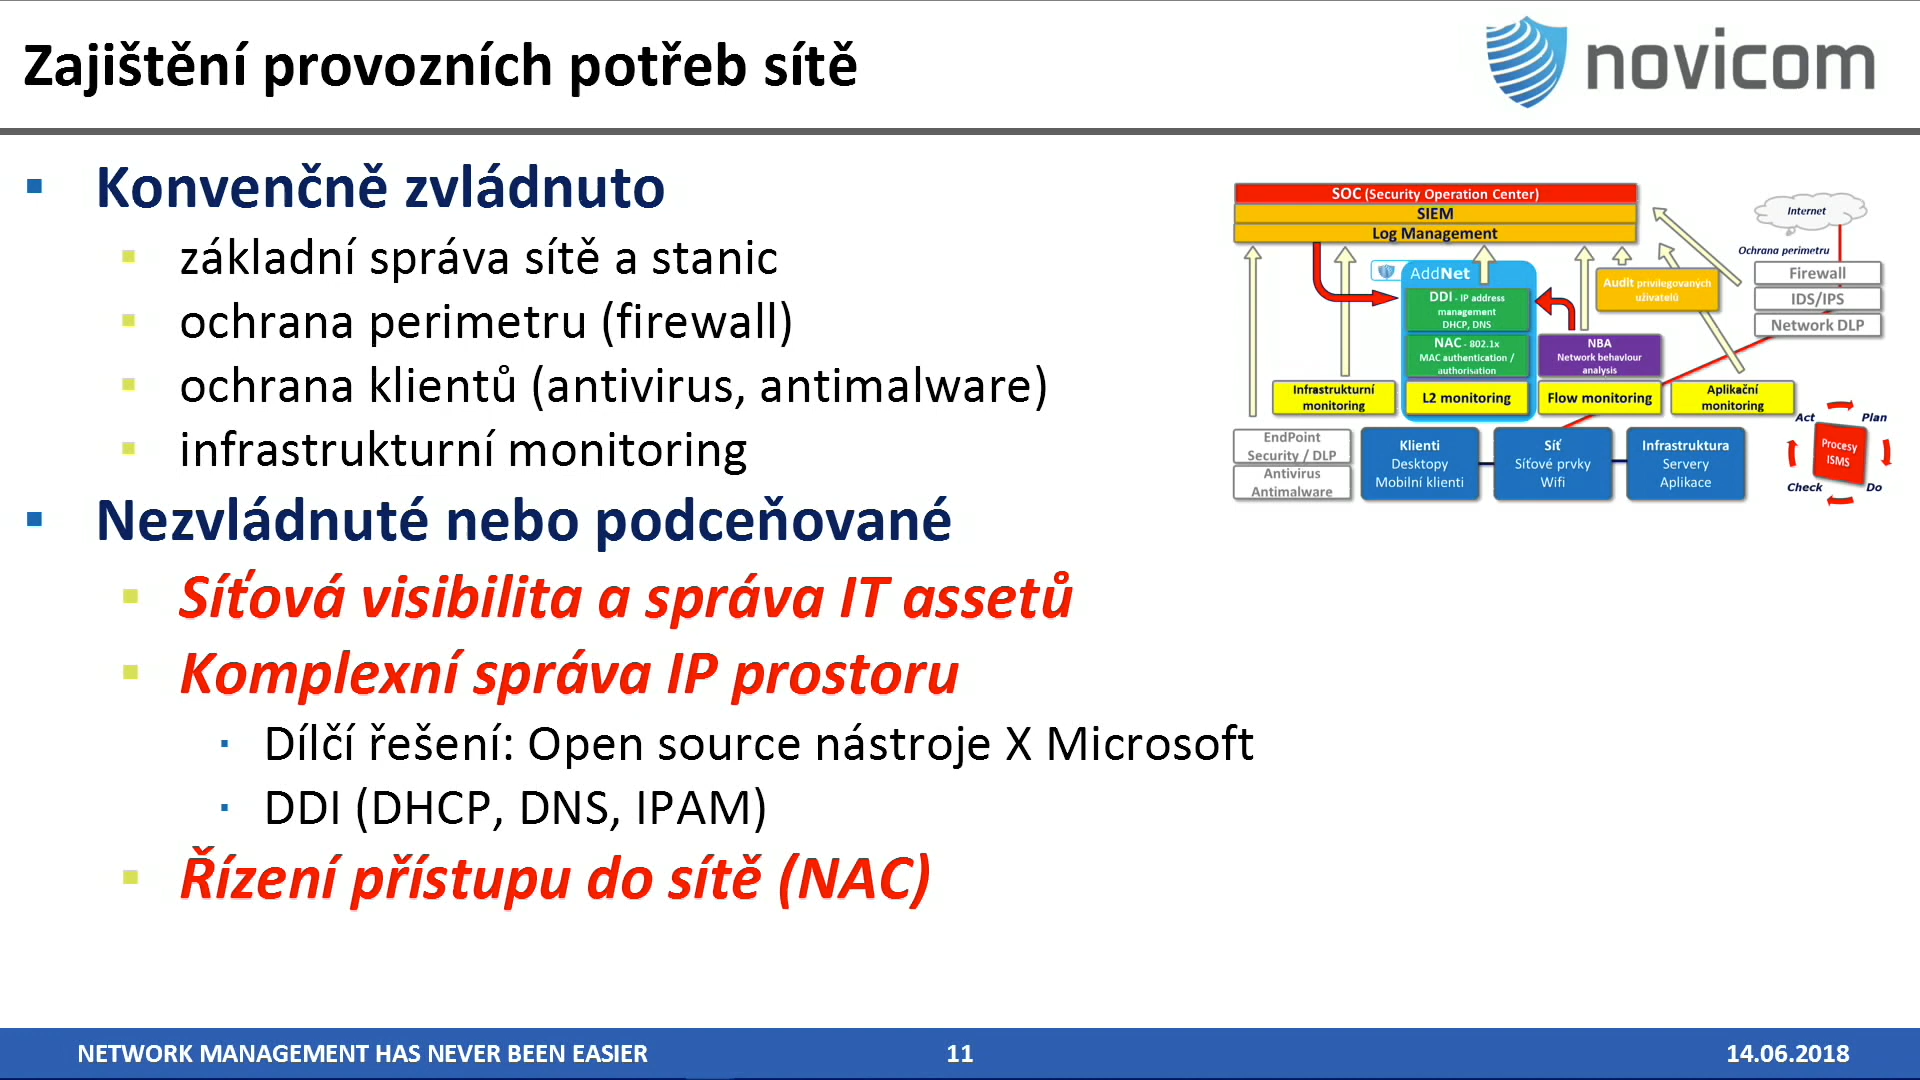 Zajištění provozních potřeb sítě
novicom
Konvenčně zvládnuto
základní správa sítě a stanic
ochrana perimetru (firewall)
ochrana klientů (antivirus, antimalware)
infrastrukturní monitoring
Nezvládnuté nebo podceňované
Síťová visibilita a správa IT assetů
Komplexní správa IP prostoru
Dílčí řešení: Open source nástroje X Microsoft
DDI (DHCP, DNS, IPAM)
Řízení přístupu do sítě (NAC)
SOC (Security Operation Center)
SIEM
Log Management
Internet
Ochrana perimetru
Firewall
IDS/IPS
Network DLP
AddNet
DDI - IP address
management
DHCP, DNS
NAC - 802.1x
MAC authentication /
authorisation
L2 monitoring
Audit privilegovaných
uživatelů
NBA
Network behaviour
analysis
Flow monitoring
Infrastrukturní
monitoring
Aplikační
monitoring
EndPoint
Security / DLP
Antivirus
Antimalware
Klienti
Desktopy
Mobilní klienti
Síť
Síťové prvky
Wifi
Infrastruktura
Servery
Aplikace
Act
Plan
Procesy
ISMS
Check
Do
NETWORK MANAGEMENT HAS NEVER BEEN EASIER
11
14.06.2018